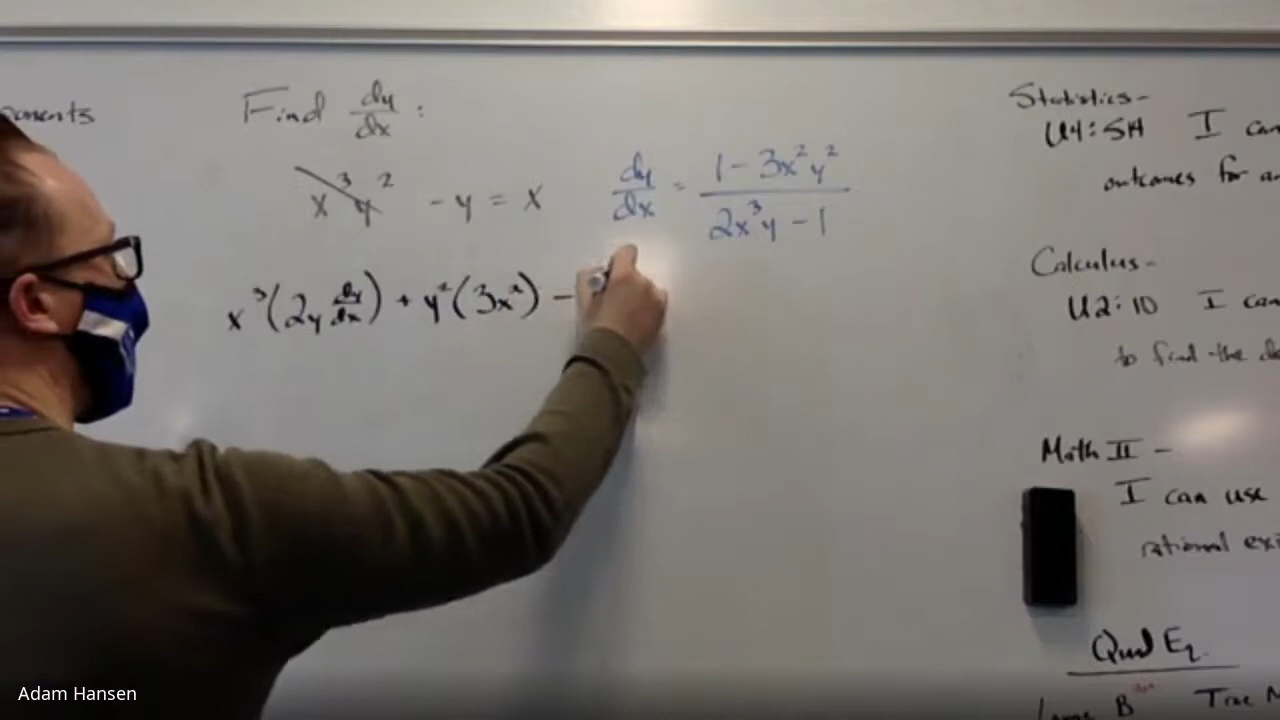 Find dy/dx :
x³y² - y = x
dy/dx = (1 - 3x²y²)/(2x³y - 1)
x³(2y dy/dx) + y²(3x²) -
Statistics-
U4:5H I can
outcomes for
Calculus-
U2:10 I can
to find the
Math II -
I can use
rational
Quad Eq.
B True
Adam Hansen